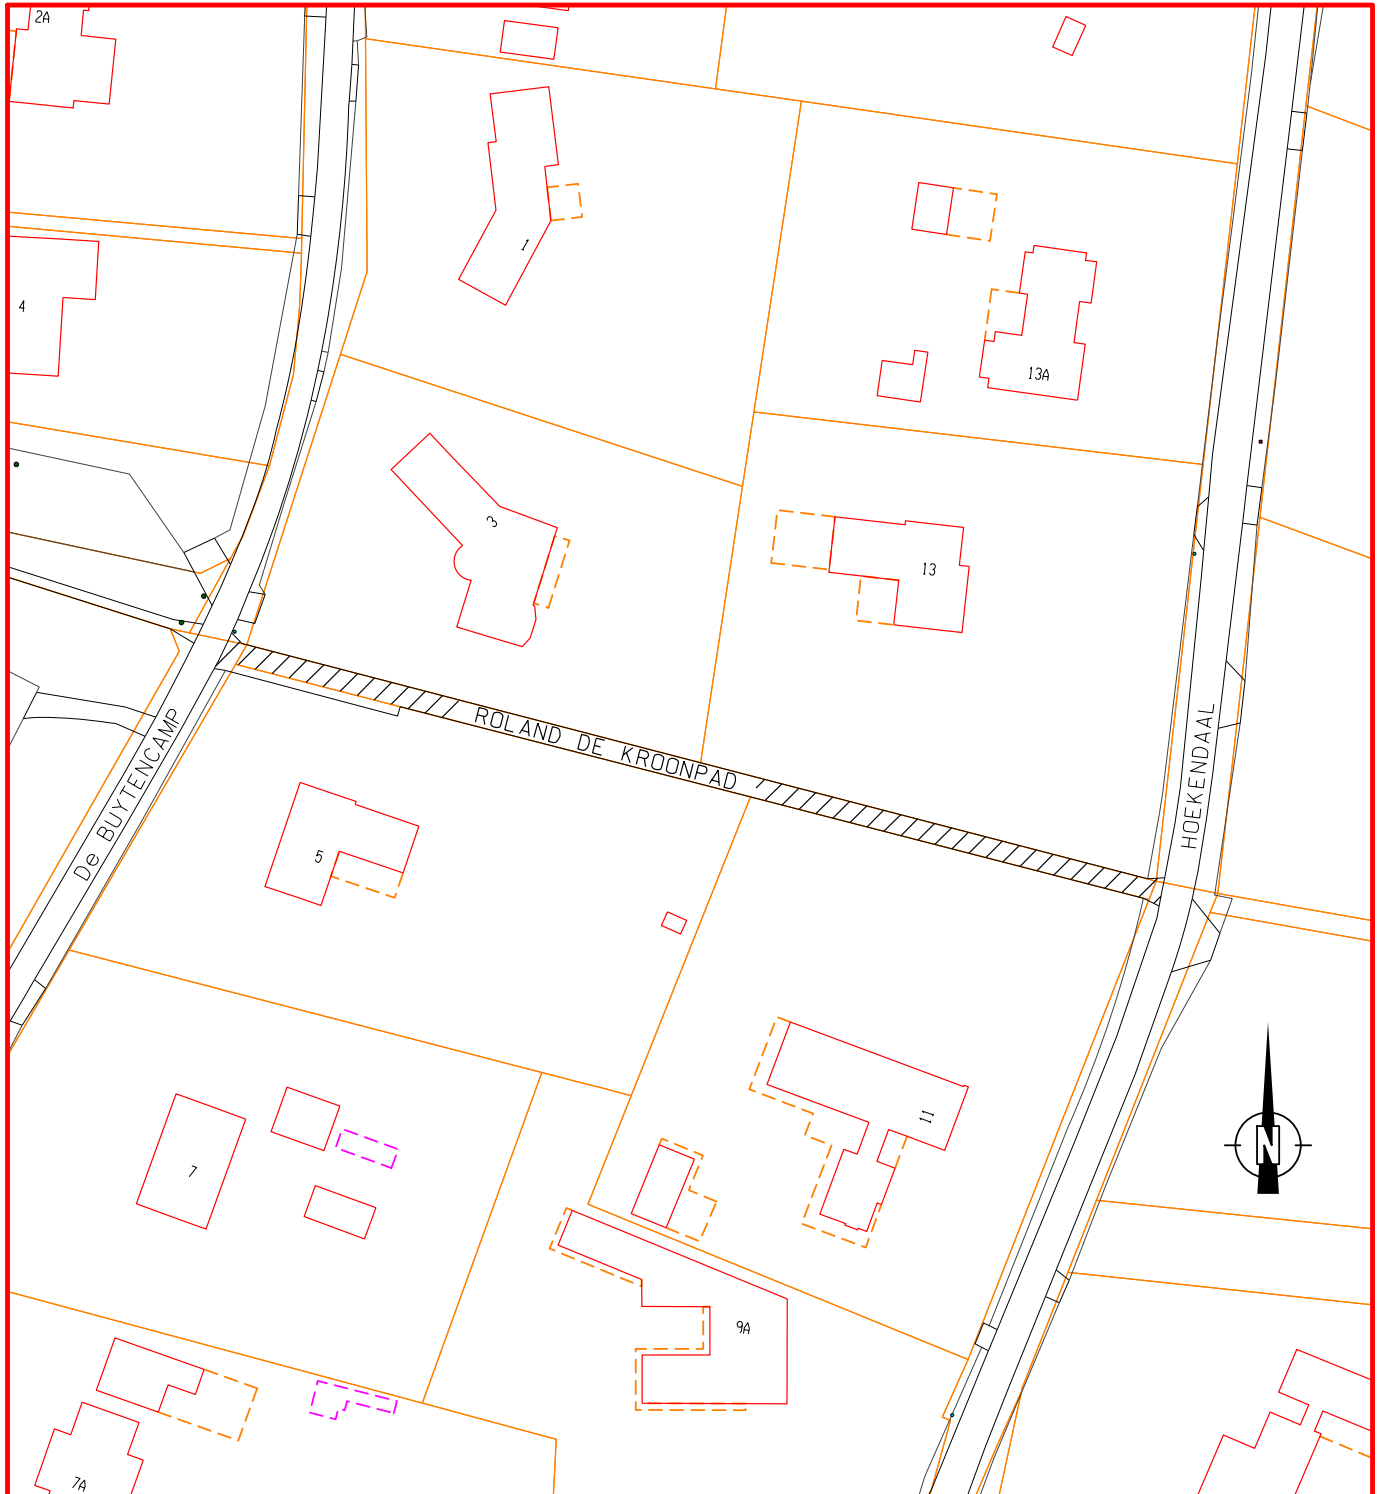 2A
1
4
13A
3
13
ROLAND DE KROONPAD
De BUYTENCAMP
HOEKENDAAL
5
11
N
7
9A
7A